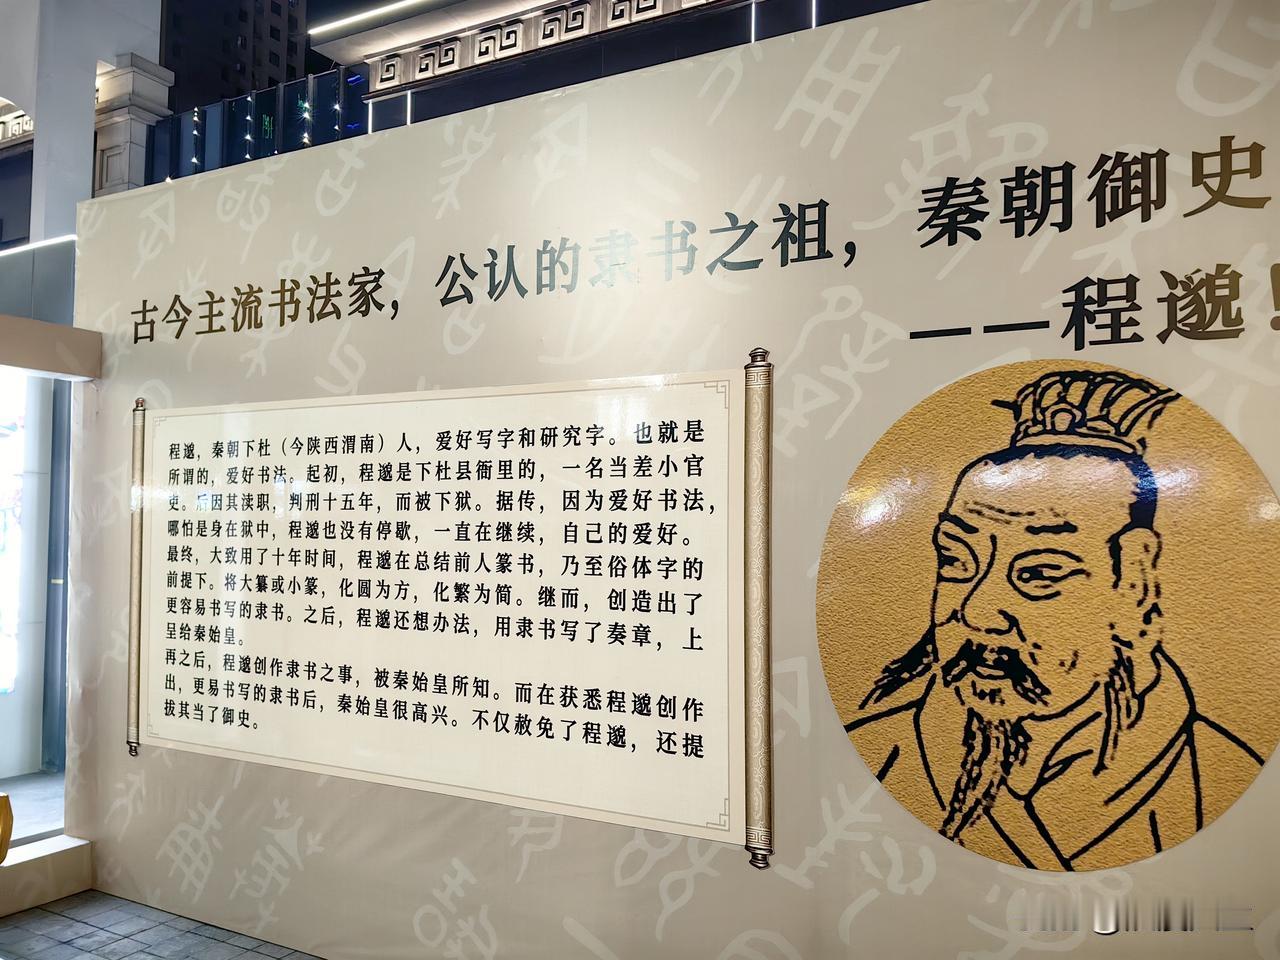 古今主流书法家，公认的隶书之祖，秦朝御史
——程邈！
程邈，秦朝下杜（今陕西渭南）人，爱好写字和研究字。也就是
所谓的，爱好书法。起初，程邈是下杜县衙里的，一名当差小官
吏。后因其渎职，判刑十五年，而被下狱。据传，因为爱好书法，
哪怕是身在狱中，程邈也没有停歇，一直在继续，自己的爱好。
最终，大致用了十年时间，程邈在总结前人篆书，乃至俗体字的
前提下。将大篆或小篆，化圆为方，化繁为简。继而，创造出了
更容易书写的隶书。之后，程邈还想办法，用隶书写了奏章，上
呈给秦始皇。
再之后，程邈创作隶书之事，被秦始皇所知。而在获悉程邈创作
出，更易书写的隶书后，秦始皇很高兴。不仅赦免了程邈，还提
拔其当了御史。